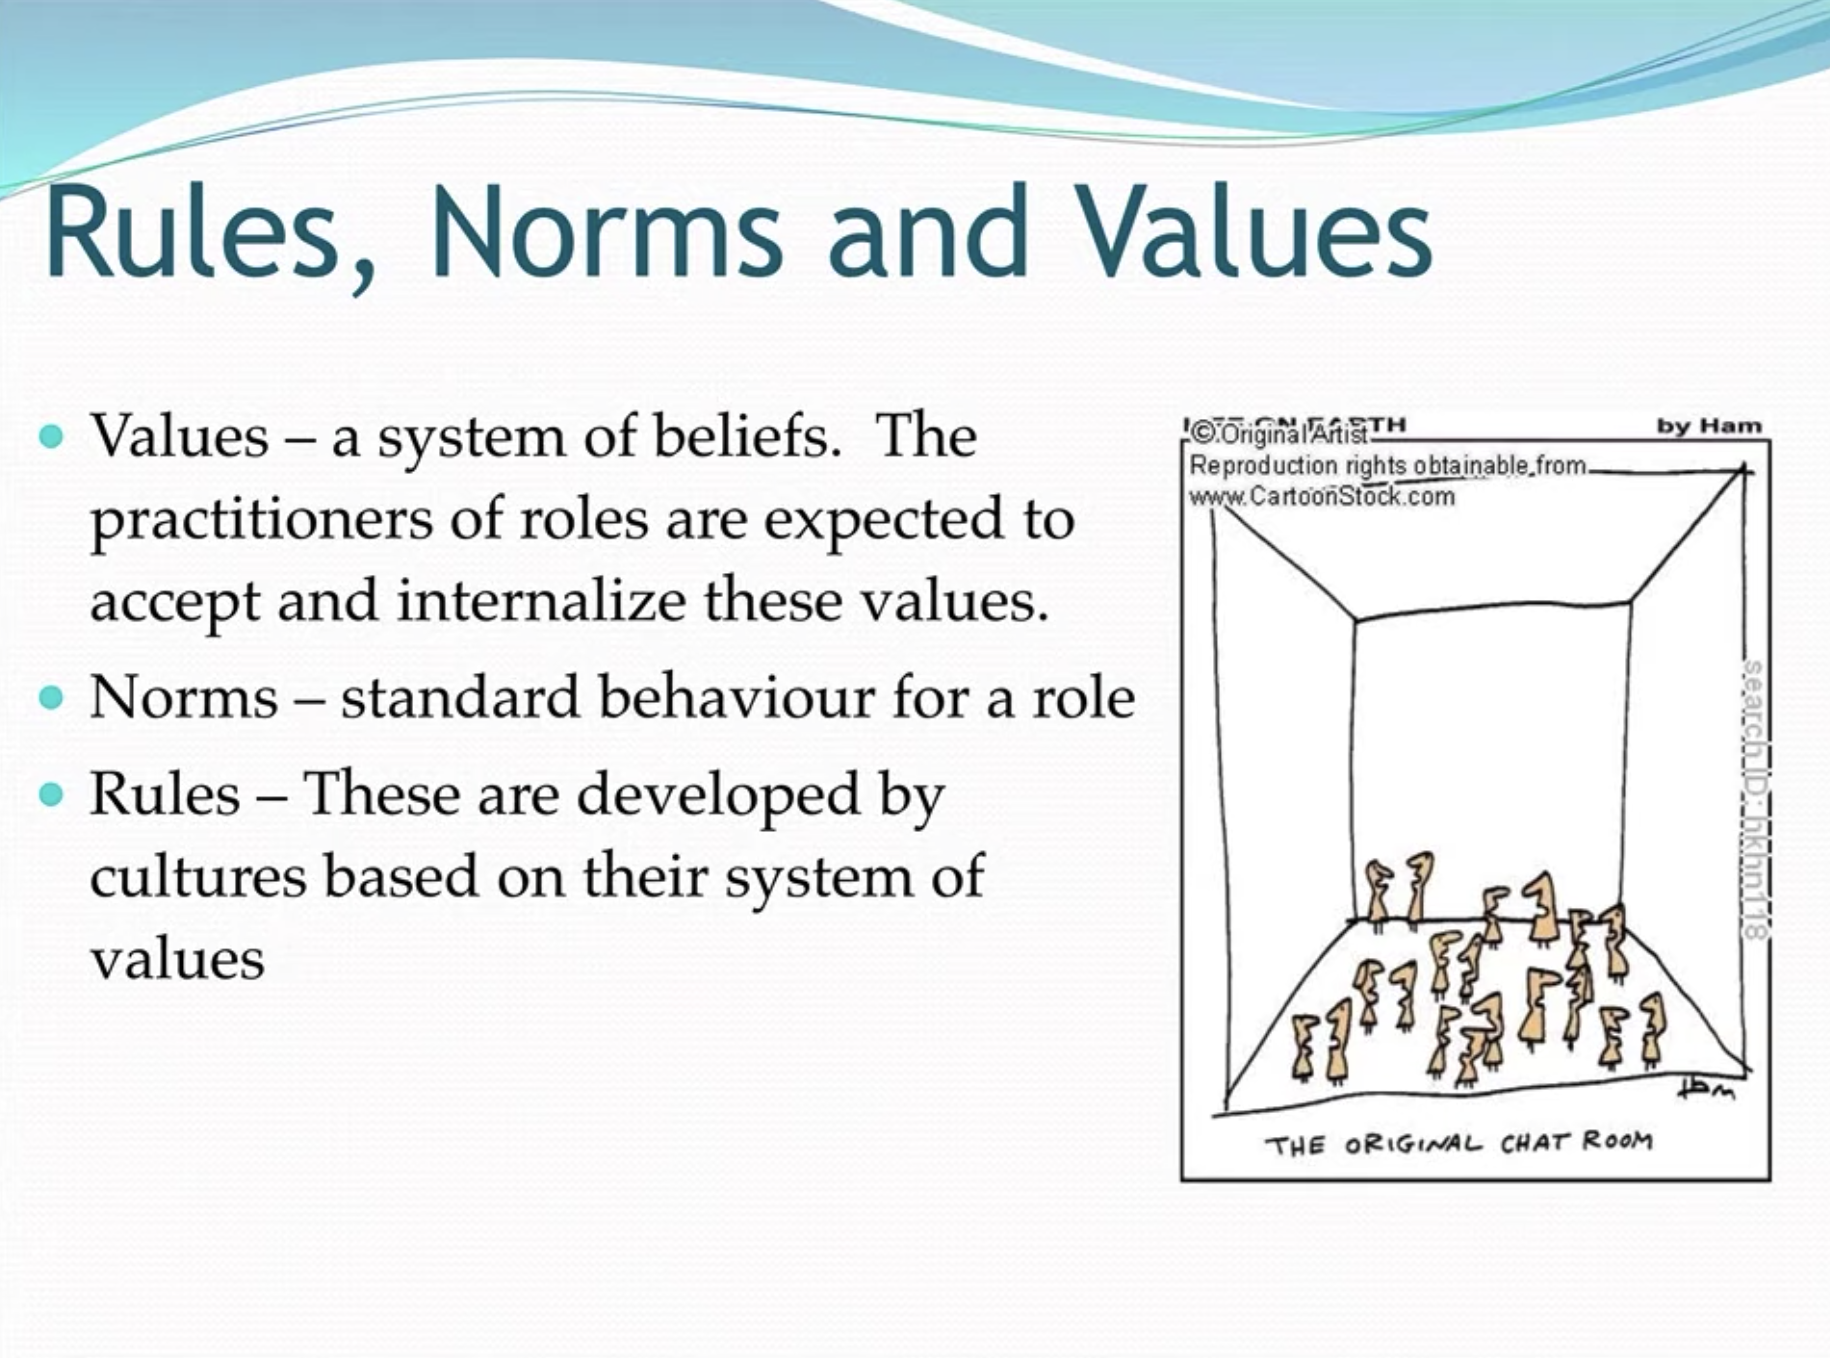 Rules, Norms and Values
Values – a system of beliefs. The
practitioners of roles are expected to
accept and internalize these values.
Norms – standard behaviour for a role
Rules – These are developed by
cultures based on their system of
values
by Ham
©Original Artist
Reproduction rights obtainable from
www.CartoonStock.com
search ID: hkhn118
Ham
THE ORIGINAL CHAT ROOM